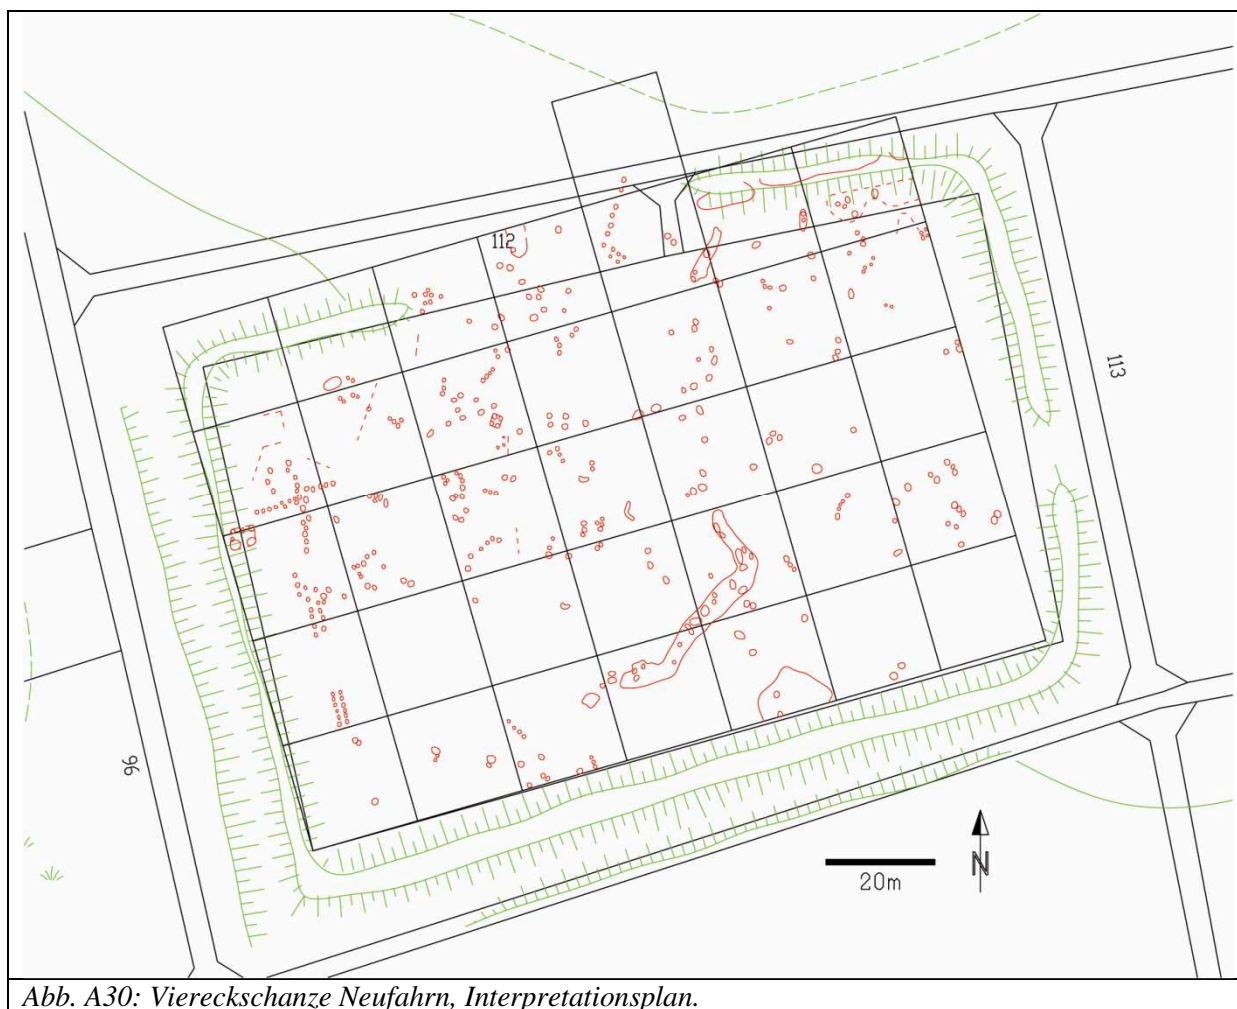 112
113
96
N
20m
Abb. A30: Viereckschanze Neufahrn, Interpretationsplan.